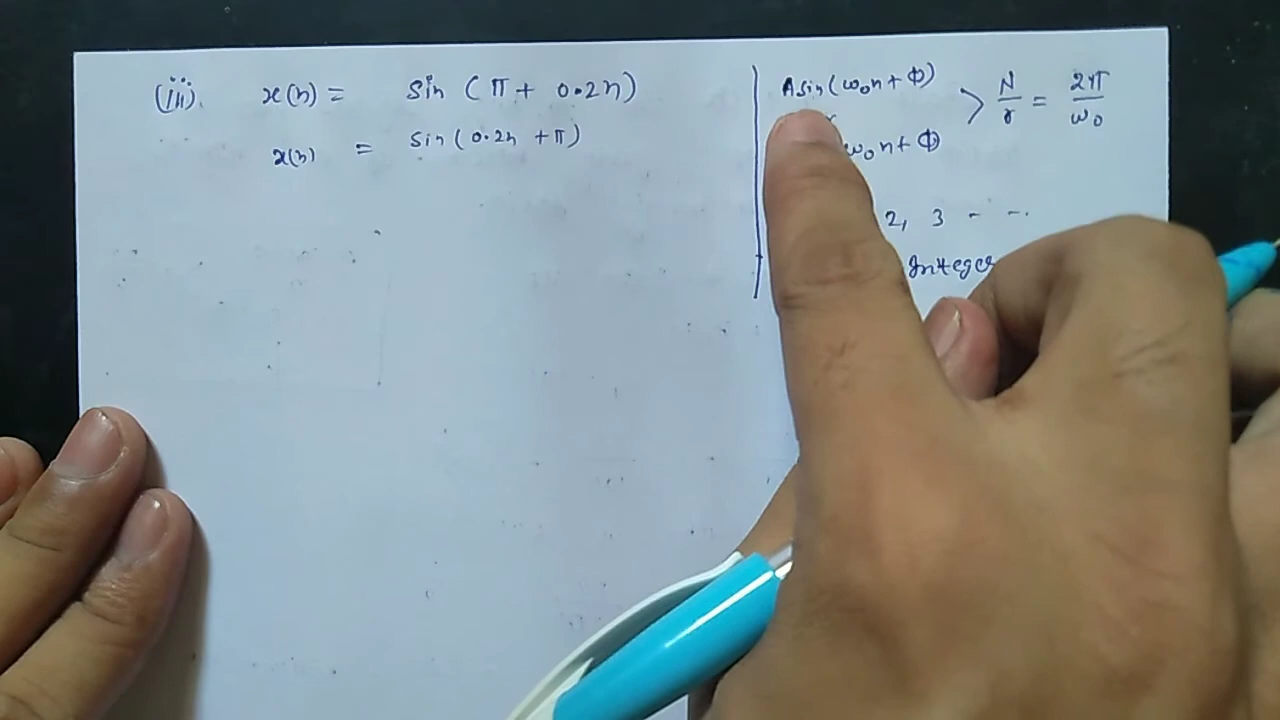 (iii). x(n) = sin (π + 0.2n)
x(n) = sin(0.2n + π)
A sin(ω₀n + Φ) > N/r = 2π/ω₀
ω₀n + Φ
2, 3 - -.
Integer